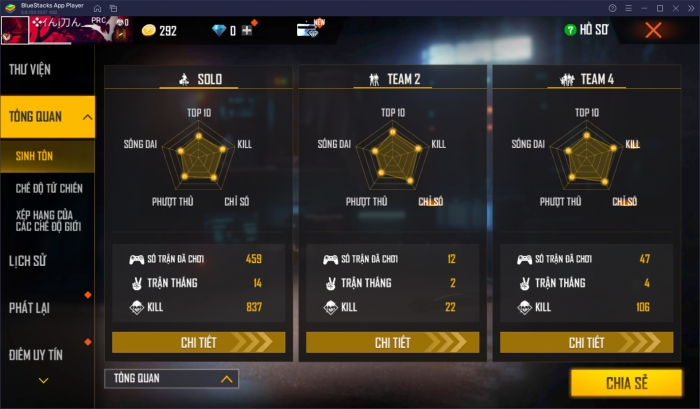 BlueStacks App Player
PRO
292
0
NEW
HỒ SƠ
THƯ VIỆN
TỔNG QUAN
SINH TỒN
CHẾ ĐỘ TỬ CHIẾN
XẾP HẠNG CỦA
CÁC CHẾ ĐỘ GIỚI
LỊCH SỬ
PHÁT LẠI
ĐIỂM UY TÍN
SOLO
TOP 10
SỐNG DAI
KILL
PHƯỢT THỦ
CHỈ SỐ
SỐ TRẬN ĐÃ CHƠI 459
TRẬN THẮNG 14
KILL 837
CHI TIẾT
TEAM 2
TOP 10
SỐNG DAI
KILL
PHƯỢT THỦ
CHỈ SỐ
SỐ TRẬN ĐÃ CHƠI 12
TRẬN THẮNG 2
KILL 22
CHI TIẾT
TEAM 4
TOP 10
SỐNG DAI
KILL
PHƯỢT THỦ
CHỈ SỐ
SỐ TRẬN ĐÃ CHƠI 47
TRẬN THẮNG 4
KILL 106
CHI TIẾT
TỔNG QUAN
CHIA SẺ